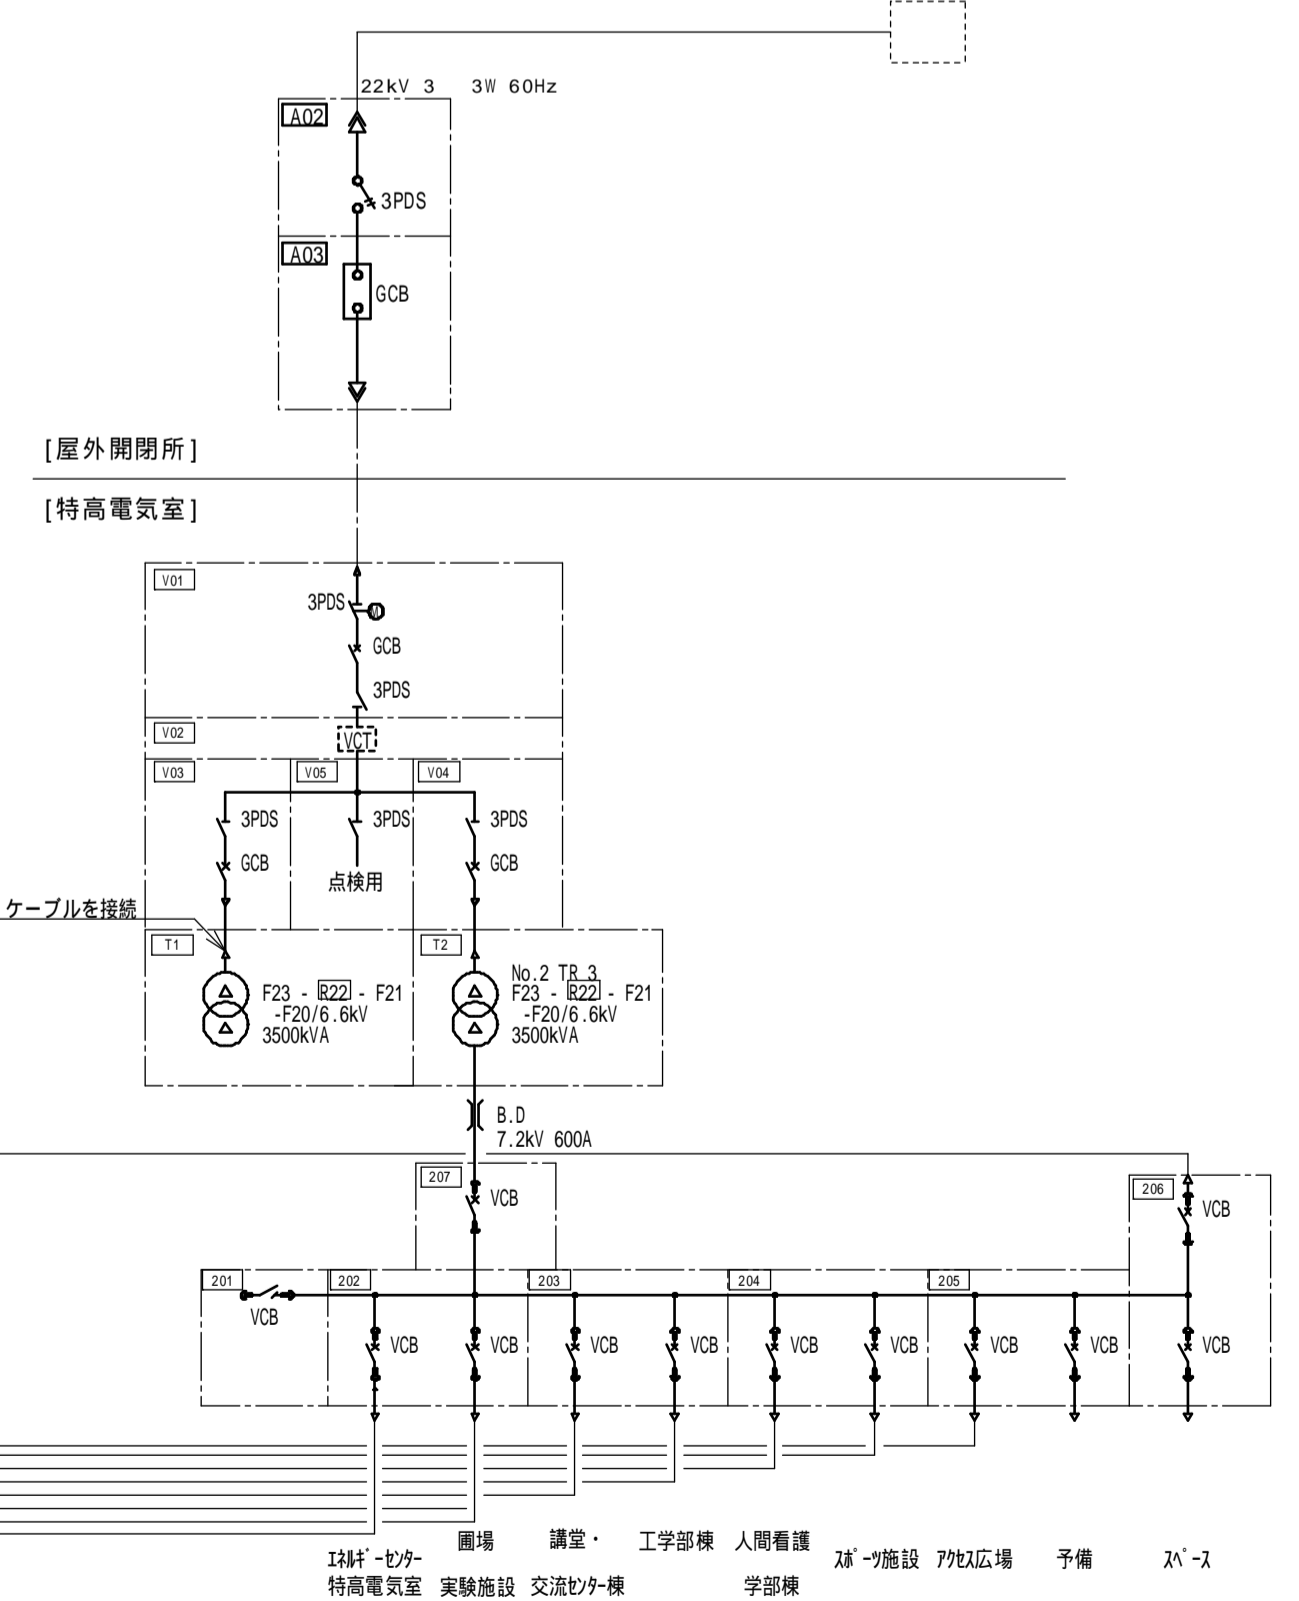 22kV 3 3W 60Hz
A02
3PDS
A03
GCB
[屋外開閉所]
[特高電気室]
V01
3PDS
M
GCB
3PDS
V02
VCT
V03
V05
V04
3PDS
3PDS
3PDS
GCB
GCB
点検用
ケーブルを接続
T1
T2
No.2 TR 3
F23 - R22 - F21
-F20/6.6kV
3500kVA
F23 - R22 - F21
-F20/6.6kV
3500kVA
B.D
7.2kV 600A
207
VCB
206
VCB
201
202
203
204
205
VCB
VCB
VCB
VCB
VCB
VCB
VCB
VCB
VCB
VCB
ｴﾈﾙｷﾞｰｾﾝﾀｰ
特高電気室
圃場
実験施設
講堂・
交流ｾﾝﾀｰ棟
工学部棟
人間看護
学部棟
ｽﾎﾟｰﾂ施設
ｱｸｾｽ広場
予備
ｽﾍﾟｰｽ